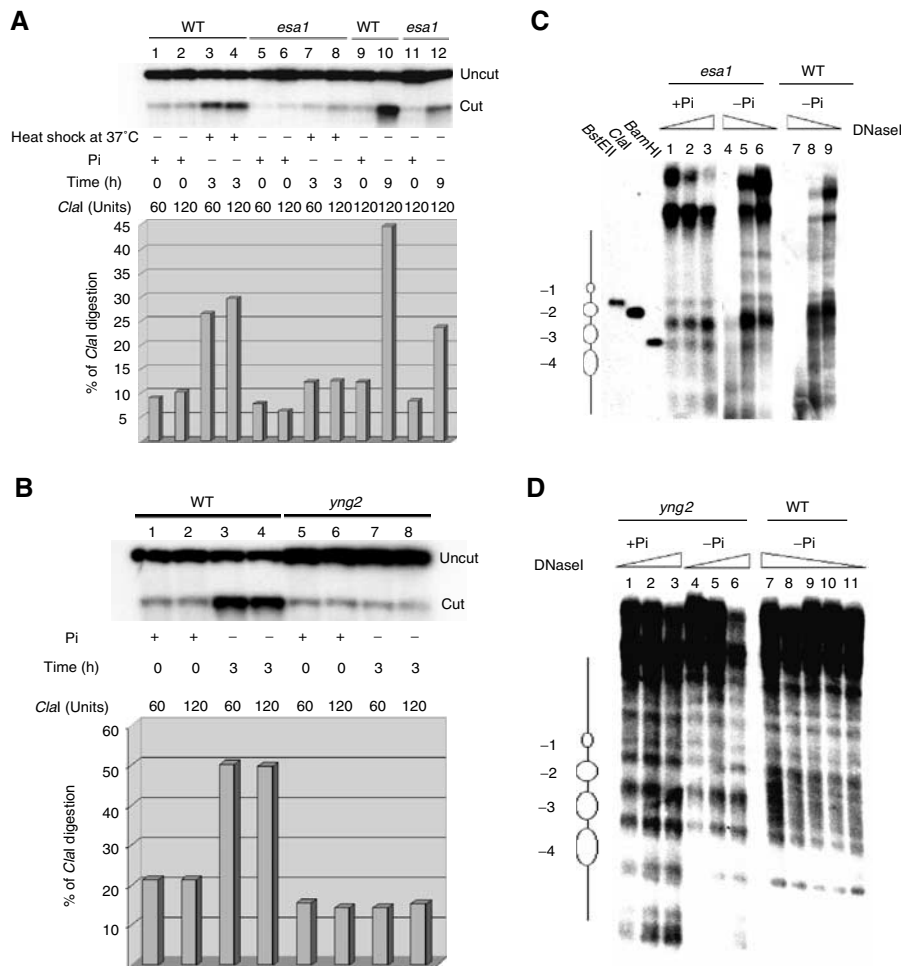 A
WT esa1 WT esa1
1 2 3 4 5 6 7 8 9 10 11 12
Uncut
Cut
Heat shock at 37˚C – – + + – – + + – – – –
Pi + + – – + + – – + – + –
Time (h) 0 0 3 3 0 0 3 3 0 9 0 9
ClaI (Units) 60 120 60 120 60 120 60 120 120 120 120 120
45
40
35
30
25
20
15
10
5
% of ClaI digestion
B
WT yng2
1 2 3 4 5 6 7 8
Uncut
Cut
Pi + + – – + + – –
Time (h) 0 0 3 3 0 0 3 3
ClaI (Units) 60 120 60 120 60 120 60 120
60
50
40
30
20
10
% of ClaI digestion
C
esa1 WT
+Pi –Pi –Pi
DNaseI
BstEII ClaI BamHI
1 2 3 4 5 6 7 8 9
–1
–2
–3
–4
D
yng2 WT
+Pi –Pi –Pi
DNaseI
1 2 3 4 5 6 7 8 9 10 11
–1
–2
–3
–4